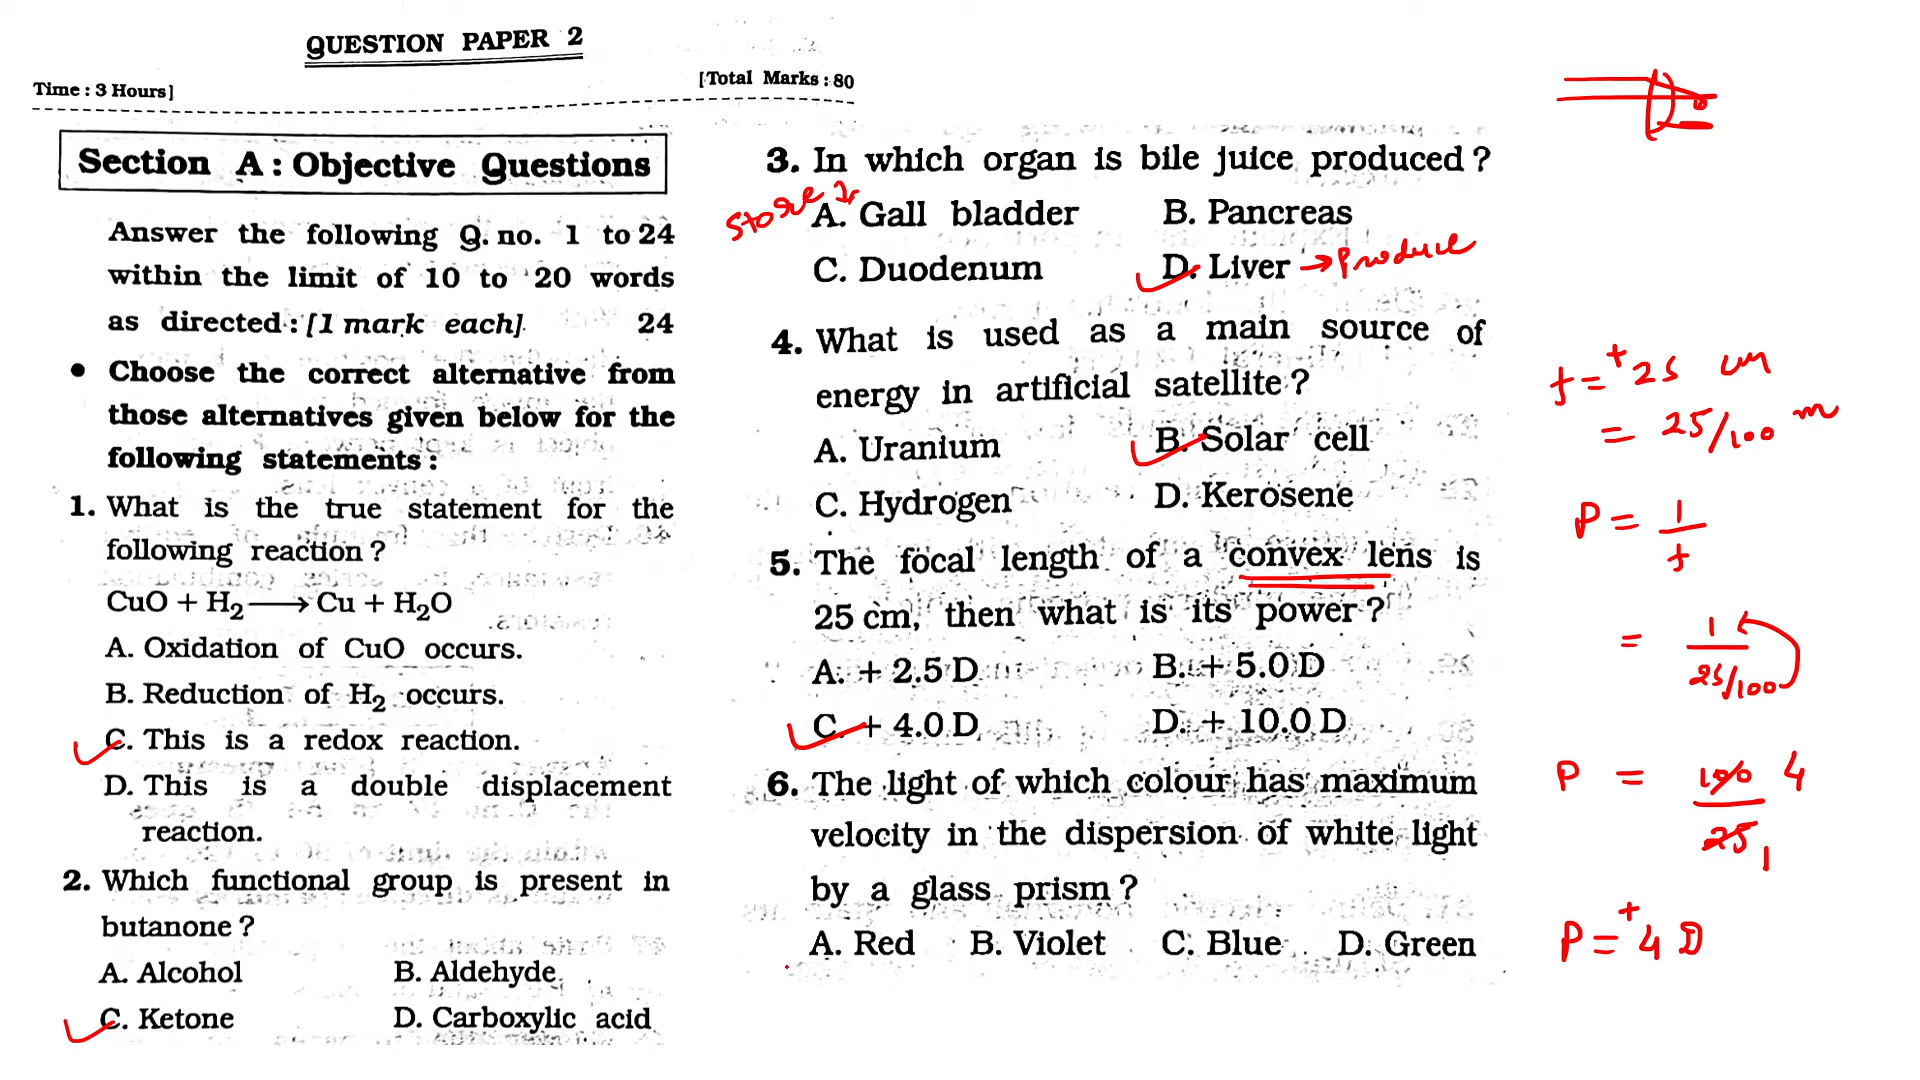 QUESTION PAPER 2
Time : 3 Hours]
[Total Marks : 80
Section A : Objective Questions
Answer the following Q. no. 1 to 24
within the limit of 10 to 20 words
as directed : [1 mark each] 24
• Choose the correct alternative from
those alternatives given below for the
following statements :
1. What is the true statement for the
following reaction ?
CuO + H₂ ⟶ Cu + H₂O
A. Oxidation of CuO occurs.
B. Reduction of H₂ occurs.
C. This is a redox reaction.
D. This is a double displacement
reaction.
2. Which functional group is present in
butanone ?
A. Alcohol B. Aldehyde
C. Ketone D. Carboxylic acid
3. In which organ is bile juice produced ?
Store
A. Gall bladder B. Pancreas
C. Duodenum D. Liver → Produce
4. What is used as a main source of
energy in artificial satellite ?
A. Uranium B. Solar cell
C. Hydrogen D. Kerosene
5. The focal length of a convex lens is
25 cm, then what is its power ?
A. + 2.5 D B. + 5.0 D
C. + 4.0 D D. + 10.0 D
6. The light of which colour has maximum
velocity in the dispersion of white light
by a glass prism ?
A. Red B. Violet C. Blue D. Green
f = +25 cm
= 25/100 m
P = 1/f
= 1/25/100
P = 100/25 4 1
P = +4 D